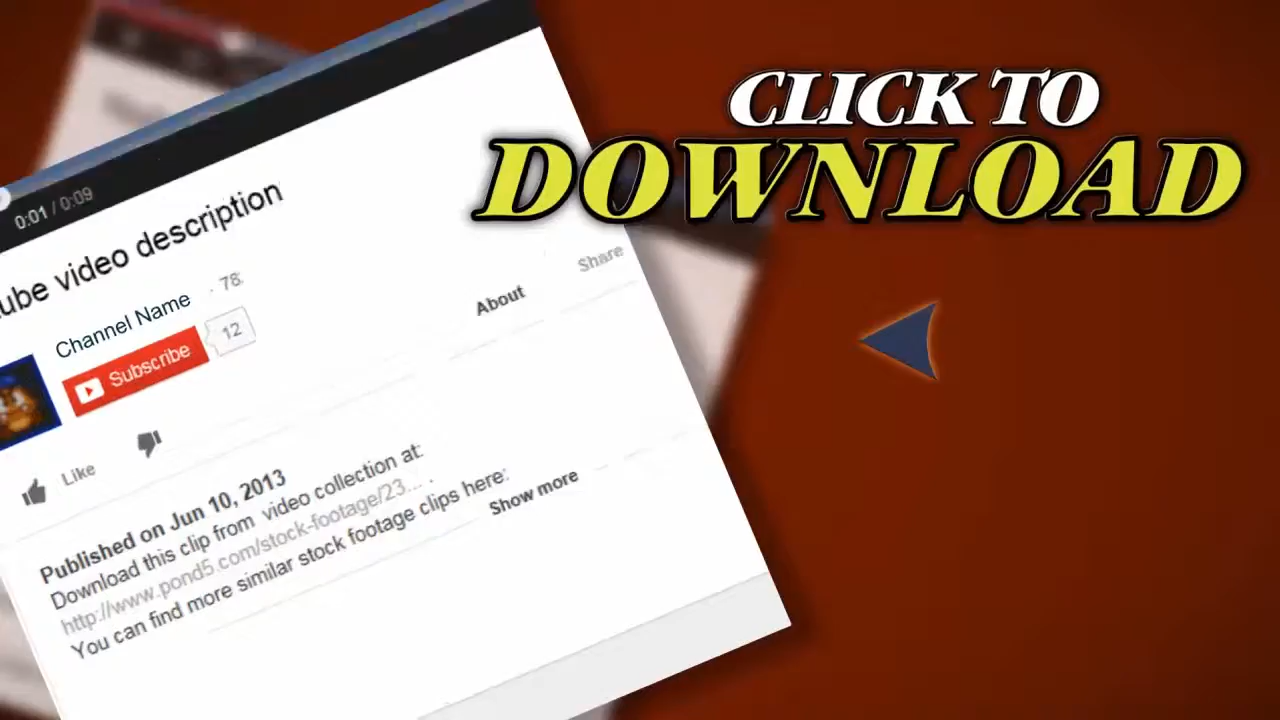 CLICK TO
DOWNLOAD
0:01 / 0:09
ube video description
Channel Name
78
Subscribe
12
About
Share
Like
Published on Jun 10, 2013
Download this clip from video collection at:
http://www.pond5.com/stock-footage/23...
You can find more similar stock footage clips here:
Show more